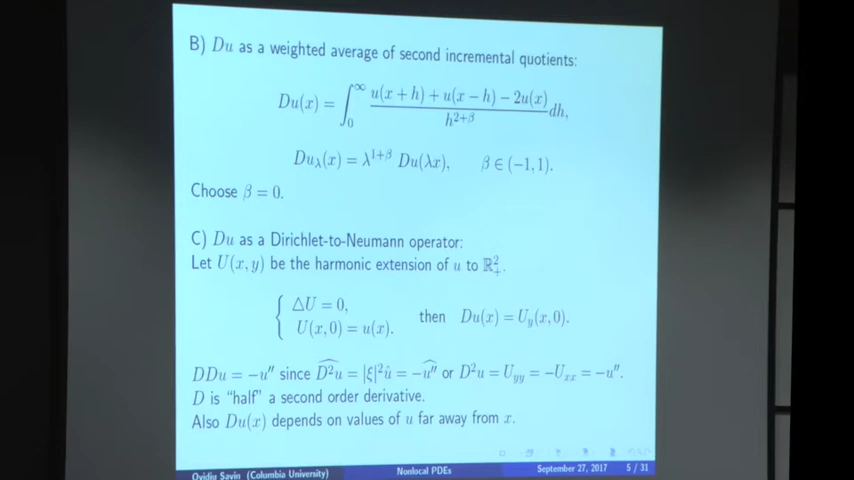 B) Du as a weighted average of second incremental quotients:
Du(x) = ∫₀^∞ (u(x + h) + u(x − h) − 2u(x)) / h^{2+β} dh,
Du_λ(x) = λ^{1+β} Du(λx), β ∈ (−1, 1).
Choose β = 0.
C) Du as a Dirichlet-to-Neumann operator:
Let U(x, y) be the harmonic extension of u to ℝ²₊.
{ △U = 0,
U(x, 0) = u(x). then Du(x) = U_y(x, 0).
DDu = −u″ since \widehat{D²u} = |ξ|²û = −\widehat{u″} or D²u = U_yy = −U_xx = −u″.
D is “half” a second order derivative.
Also Du(x) depends on values of u far away from x.
Ovidiu Savin (Columbia University) Nonlocal PDEs September 27, 2017 5 / 31